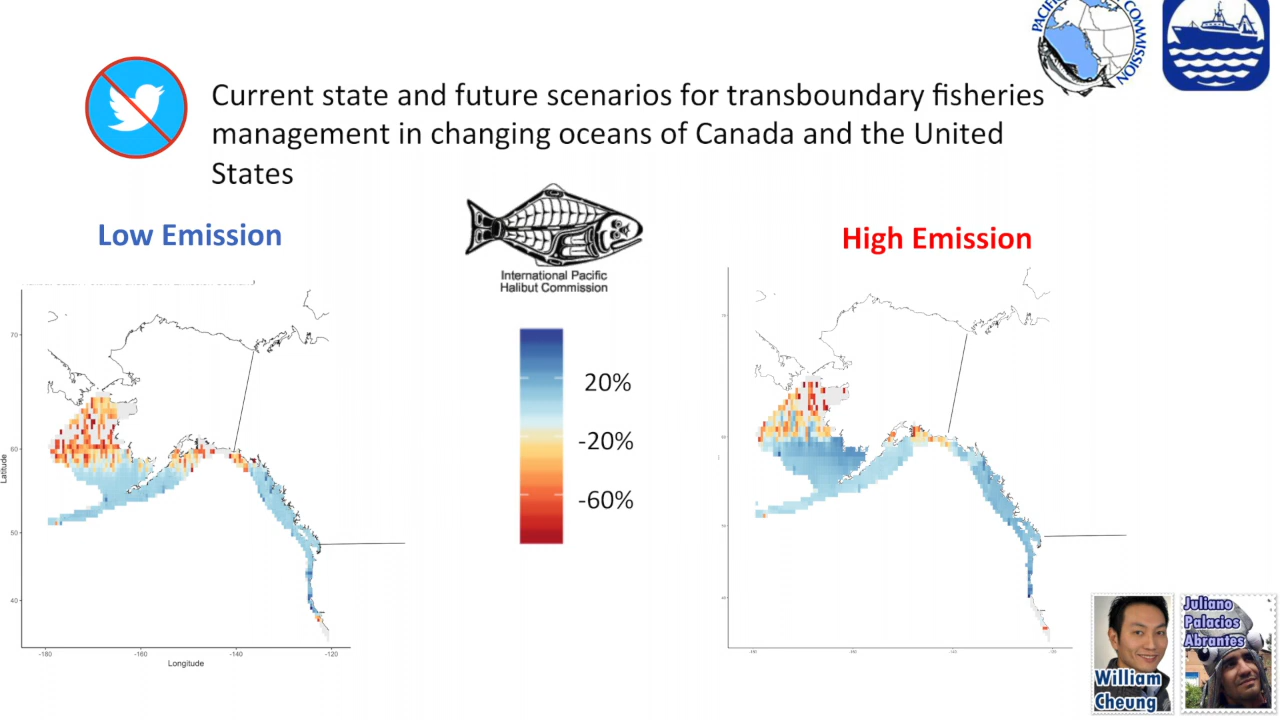 PACIFIC
COMMISSION
Current state and future scenarios for transboundary fisheries
management in changing oceans of Canada and the United
States
Low Emission
High Emission
International Pacific
Halibut Commission
20%
-20%
-60%
70
60
50
40
Latitude
-180
-160
-140
-120
Longitude
William
Cheung
Juliano
Palacios
Abrantes